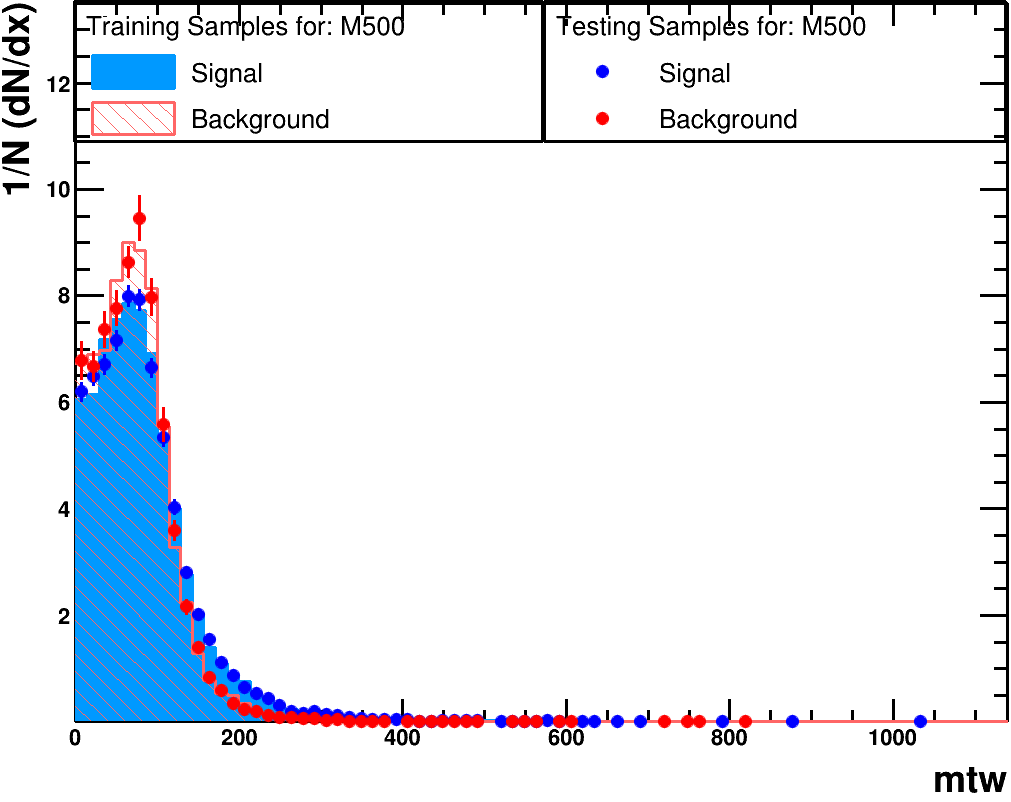 Training Samples for: M500
Signal
Background
Testing Samples for: M500
Signal
Background
1/N (dN/dx)
12
10
8
6
4
2
0 200 400 600 800 1000
mtw